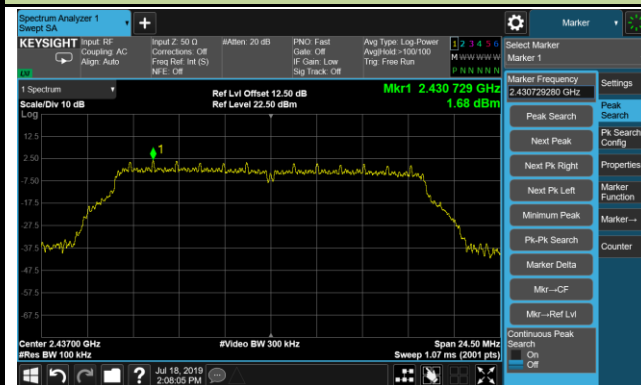 Spectrum Analyzer 1
Swept SA
Marker
KEYSIGHT
Input: RF
Coupling: AC
Align: Auto
Input Z: 50 Ω
Corrections: Off
Freq Ref: Int (S)
NFE: Off
#Atten: 20 dB
PNO: Fast
Gate: Off
IF Gain: Low
Sig Track: Off
Avg Type: Log-Power
Avg|Hold:>100/100
Trig: Free Run
1 2 3 4 5 6
M W W W W W
P N N N N N
Select Marker
Marker 1
LXI
1 Spectrum
Scale/Div 10 dB
Log
Ref Lvl Offset 12.50 dB
Ref Level 22.50 dBm
Mkr1 2.430 729 GHz
1.68 dBm
Marker Frequency
2.430729280 GHz
Settings
Peak Search
Peak
Search
Next Peak
Pk Search
Config
Next Pk Right
Properties
Next Pk Left
Marker
Function
Minimum Peak
Marker→
Pk-Pk Search
Counter
Marker Delta
Mkr→CF
Mkr→Ref Lvl
Continuous Peak
Search
On
Off
12.5
2.50
-7.50
-17.5
-27.5
-37.5
-47.5
-57.5
-67.5
1
Center 2.43700 GHz
#Res BW 100 kHz
#Video BW 300 kHz
Span 24.50 MHz
Sweep 1.07 ms (2001 pts)
Jul 18, 2019
2:08:05 PM